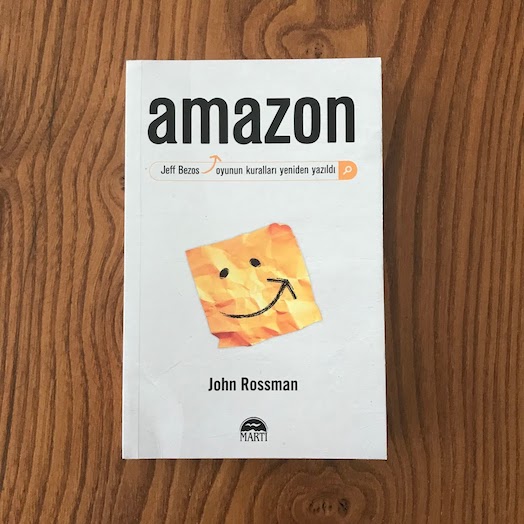 amazon
Jeff Bezos oyunun kuralları yeniden yazıldı
John Rossman
MARTI